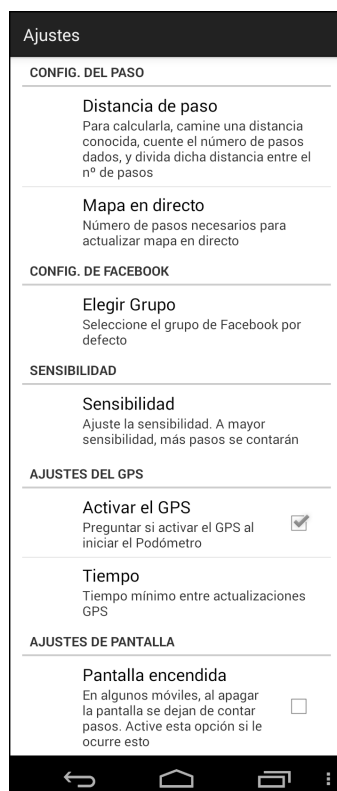 Ajustes
CONFIG. DEL PASO
Distancia de paso
Para calcularla, camine una distancia
conocida, cuente el número de pasos
dados, y divida dicha distancia entre el
nº de pasos
Mapa en directo
Número de pasos necesarios para
actualizar mapa en directo
CONFIG. DE FACEBOOK
Elegir Grupo
Seleccione el grupo de Facebook por
defecto
SENSIBILIDAD
Sensibilidad
Ajuste la sensibilidad. A mayor
sensibilidad, más pasos se contarán
AJUSTES DEL GPS
Activar el GPS
Preguntar si activar el GPS al
iniciar el Podómetro
Tiempo
Tiempo mínimo entre actualizaciones
GPS
AJUSTES DE PANTALLA
Pantalla encendida
En algunos móviles, al apagar
la pantalla se dejan de contar
pasos. Active esta opción si le
ocurre esto